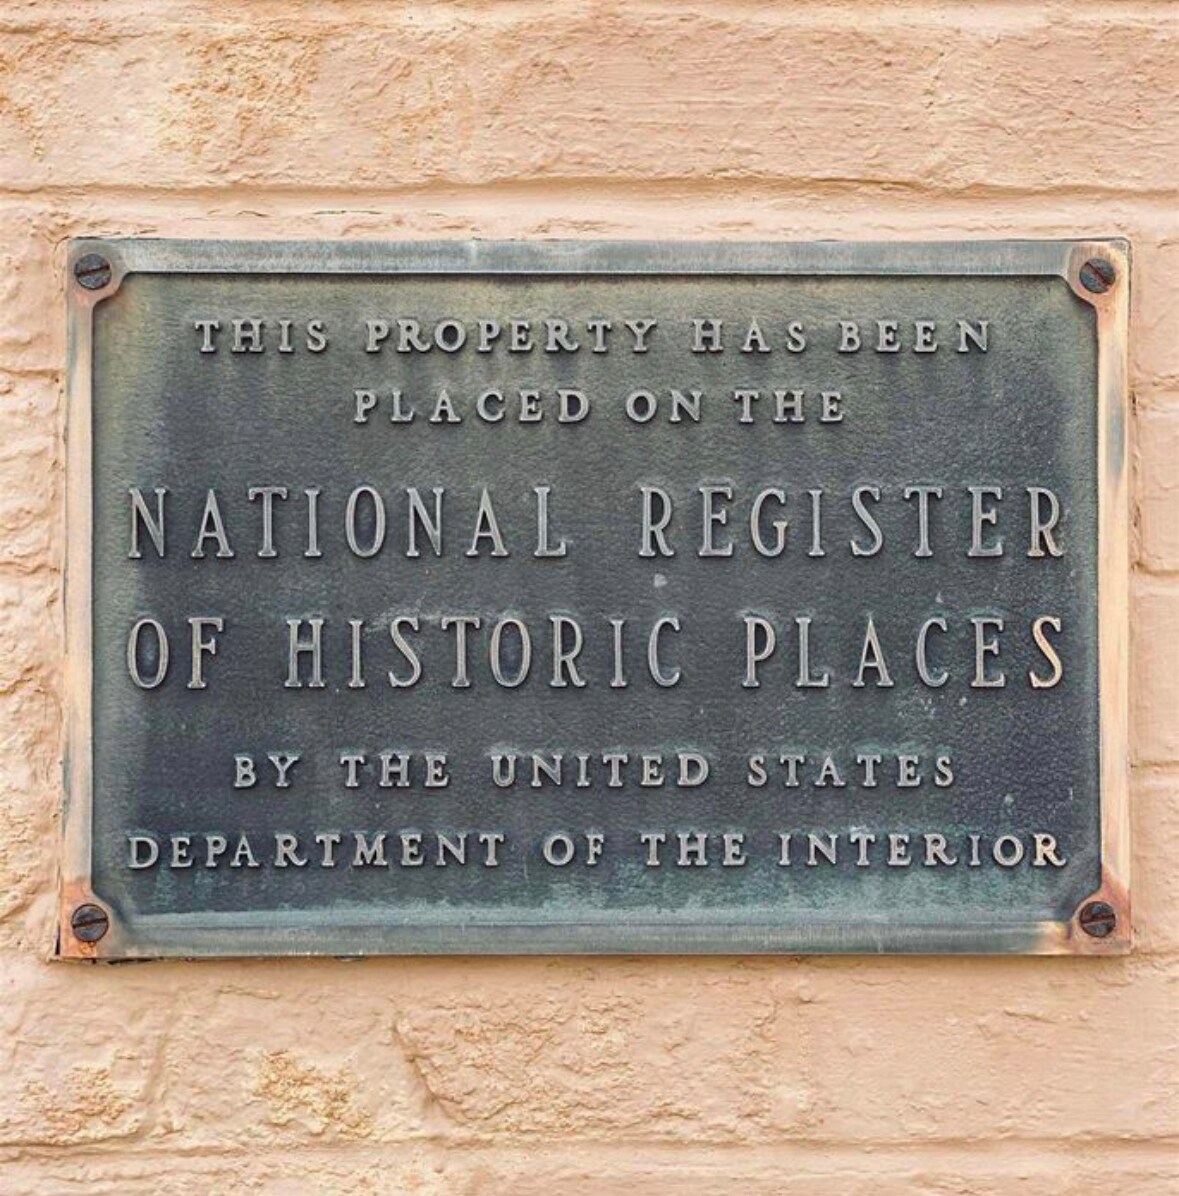 THIS PROPERTY HAS BEEN
PLACED ON THE
NATIONAL REGISTER
OF HISTORIC PLACES
BY THE UNITED STATES
DEPARTMENT OF THE INTERIOR